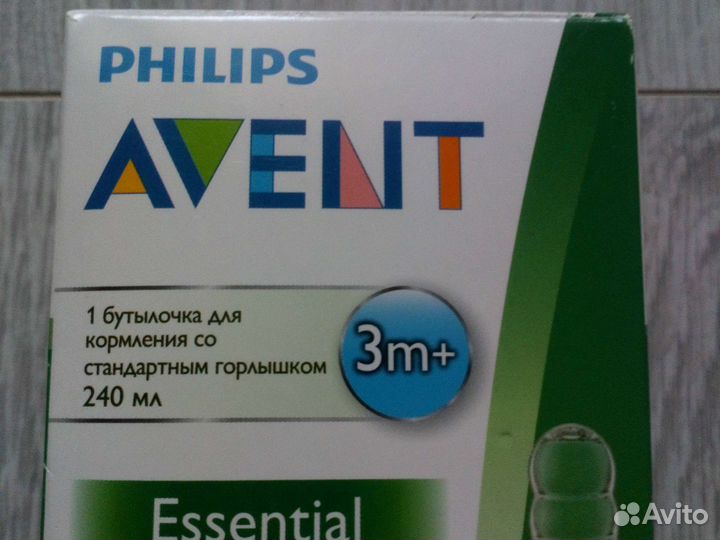 PHILIPS
AVENT
1 бутылочка для
кормления со
стандартным горлышком
240 мл
3m+
Essential
Avito